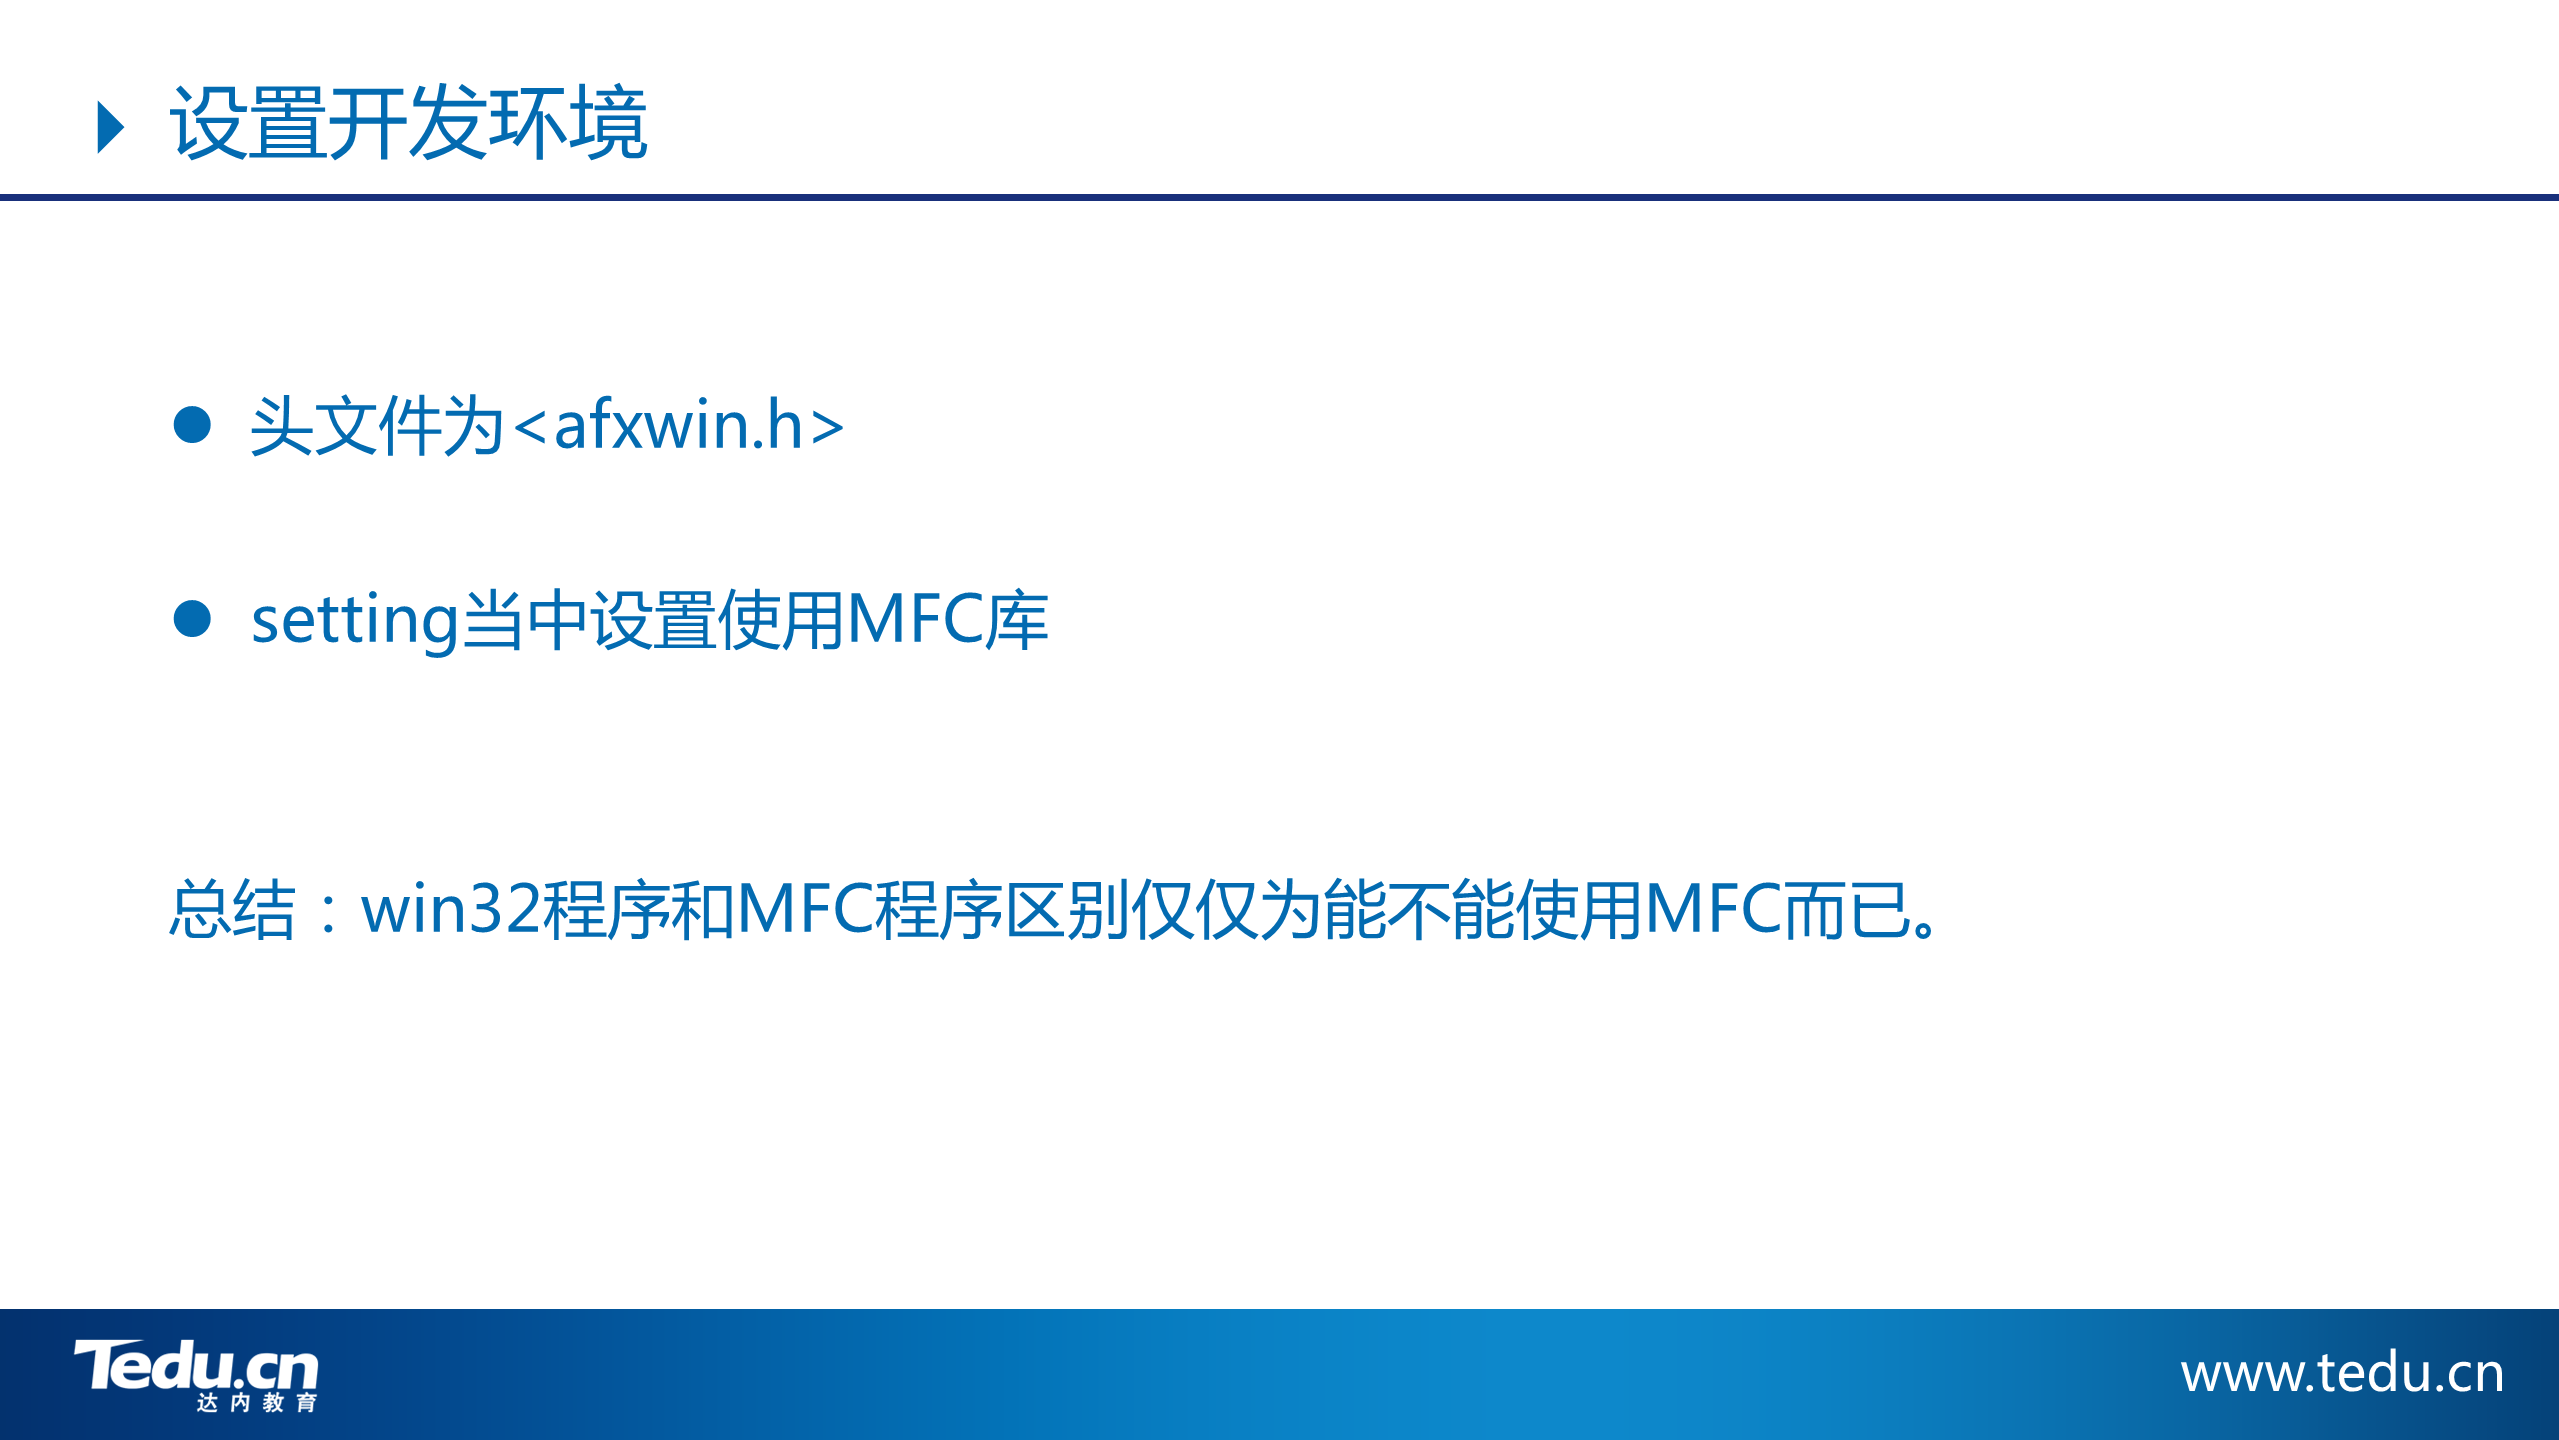 设置开发环境
头文件为<afxwin.h>
setting当中设置使用MFC库
总结：win32程序和MFC程序区别仅仅为能不能使用MFC而已。
Tedu.cn
达内教育
www.tedu.cn